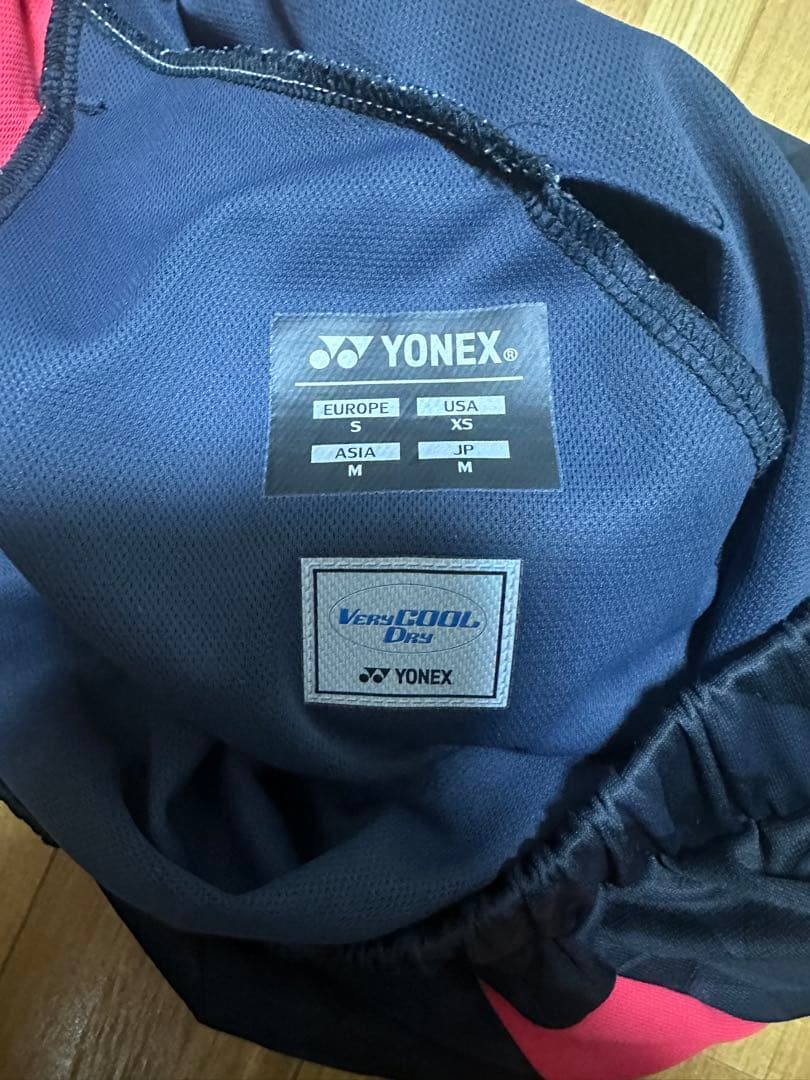 YONEX®
EUROPE USA
S XS
ASIA JP
M M
VERYCOOL
DRY
YONEX